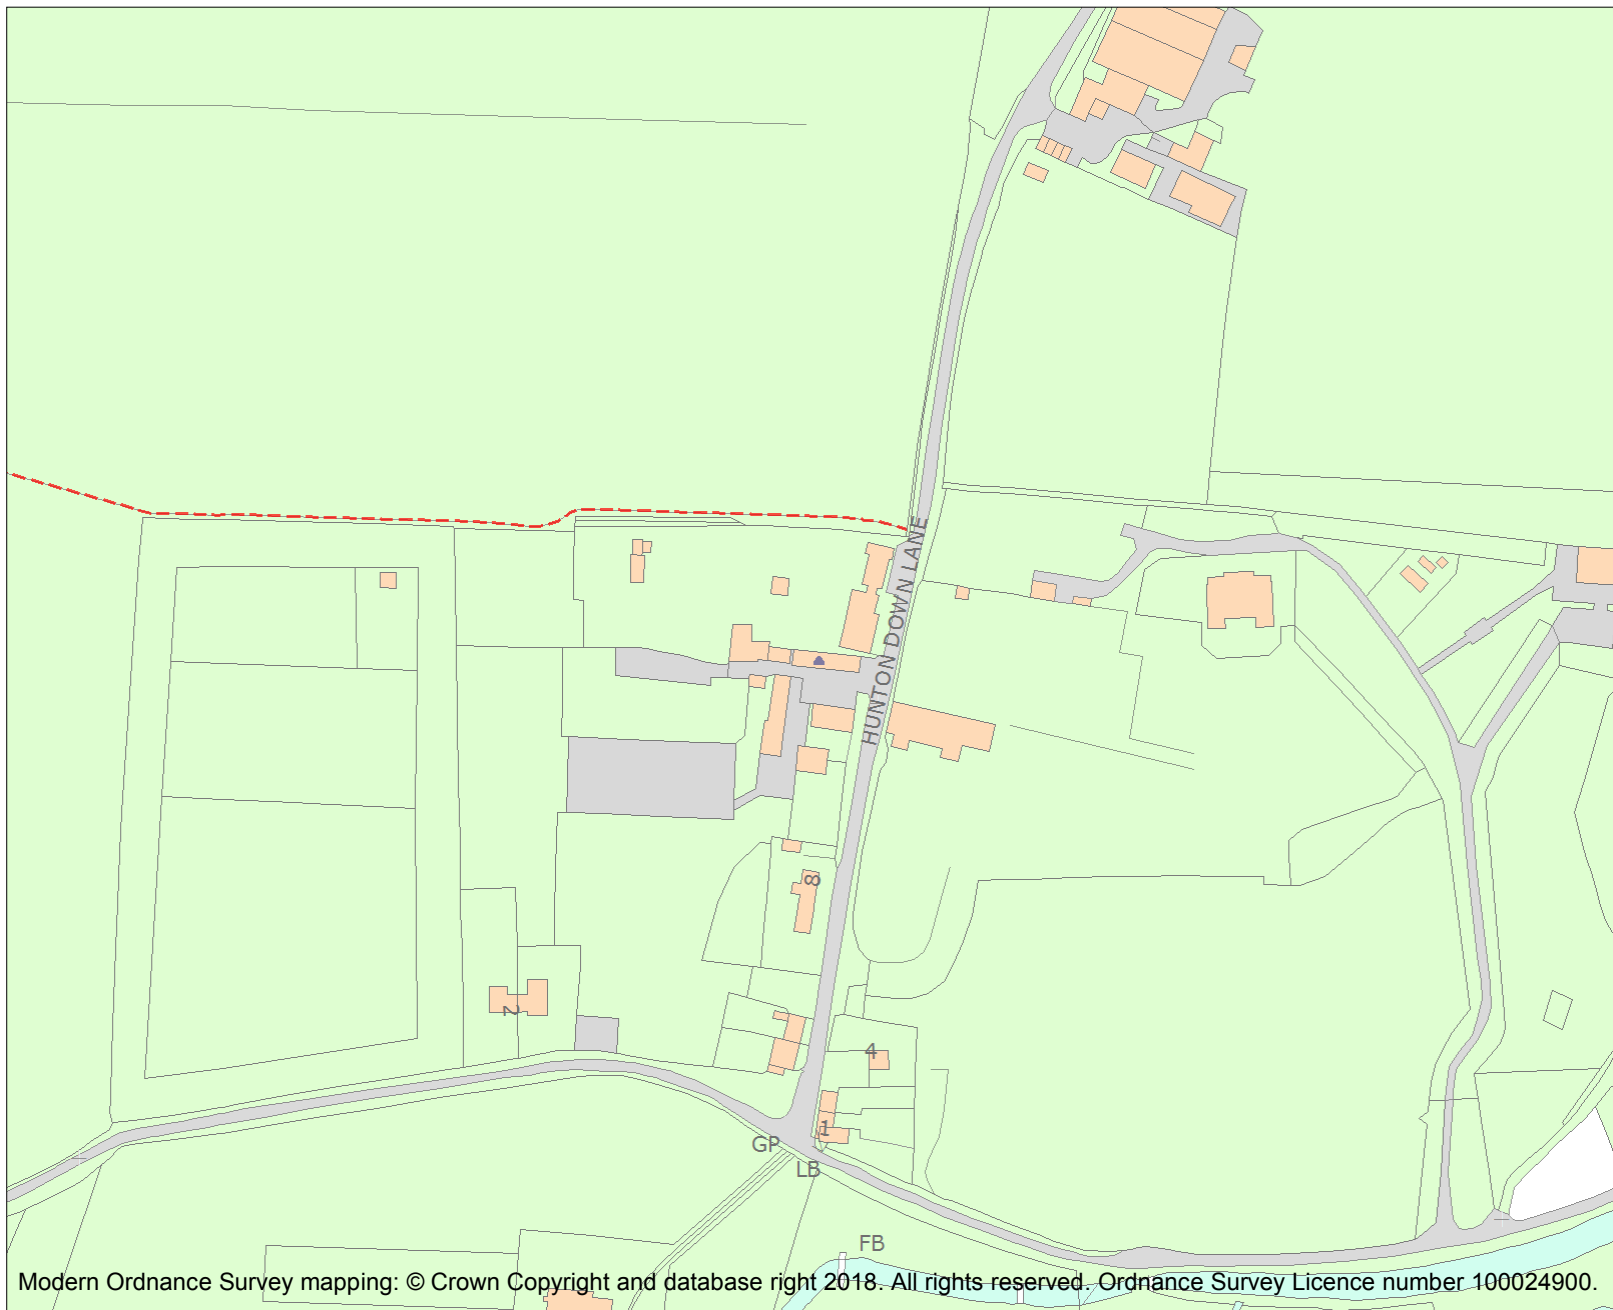 HUNTON DOWN LANE
8
2
4
1
GP
LB
FB
Modern Ordnance Survey mapping: © Crown Copyright and database right 2018. All rights reserved. Ordnance Survey Licence number 100024900.